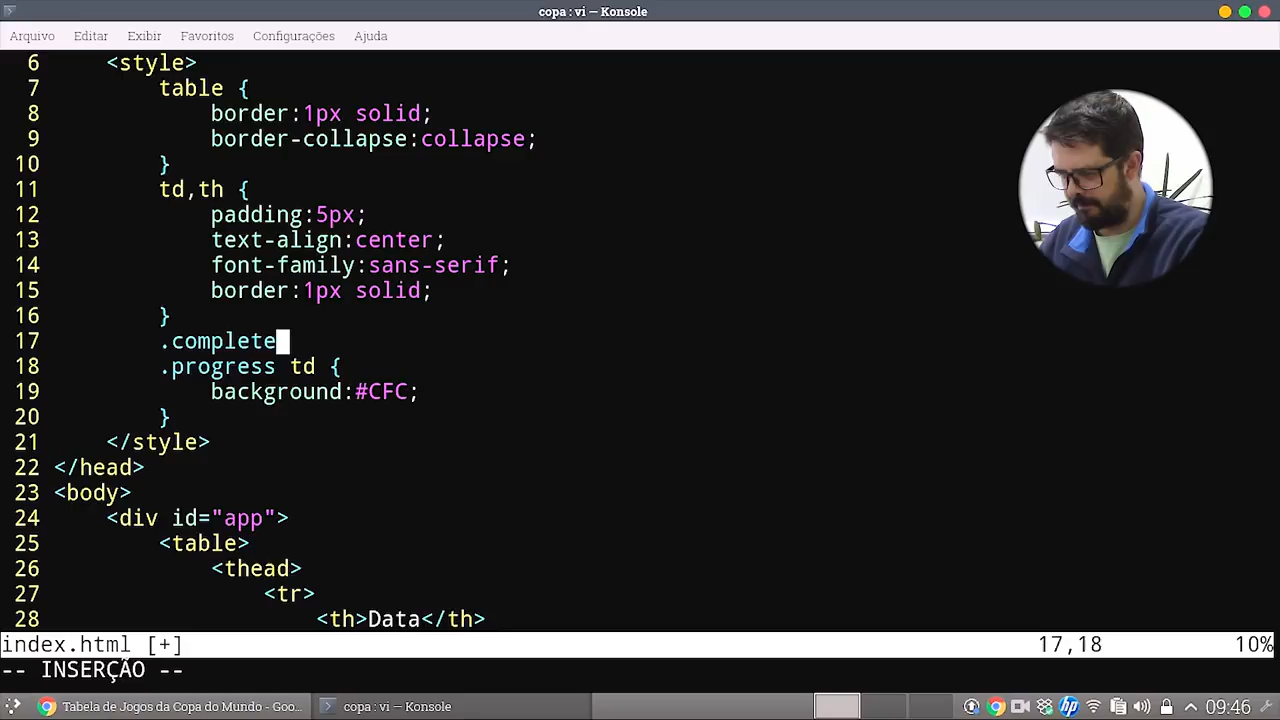 copa : vi — Konsole
Arquivo Editar Exibir Favoritos Configurações Ajuda
6 <style>
7 table {
8 border:1px solid;
9 border-collapse:collapse;
10 }
11 td,th {
12 padding:5px;
13 text-align:center;
14 font-family:sans-serif;
15 border:1px solid;
16 }
17 .complete
18 .progress td {
19 background:#CFC;
20 }
21 </style>
22 </head>
23 <body>
24 <div id="app">
25 <table>
26 <thead>
27 <tr>
28 <th>Data</th>
index.html [+] 17,18 10%
-- INSERÇÃO --
Tabela de Jogos da Copa do Mundo - Goo... copa : vi — Konsole 09:46